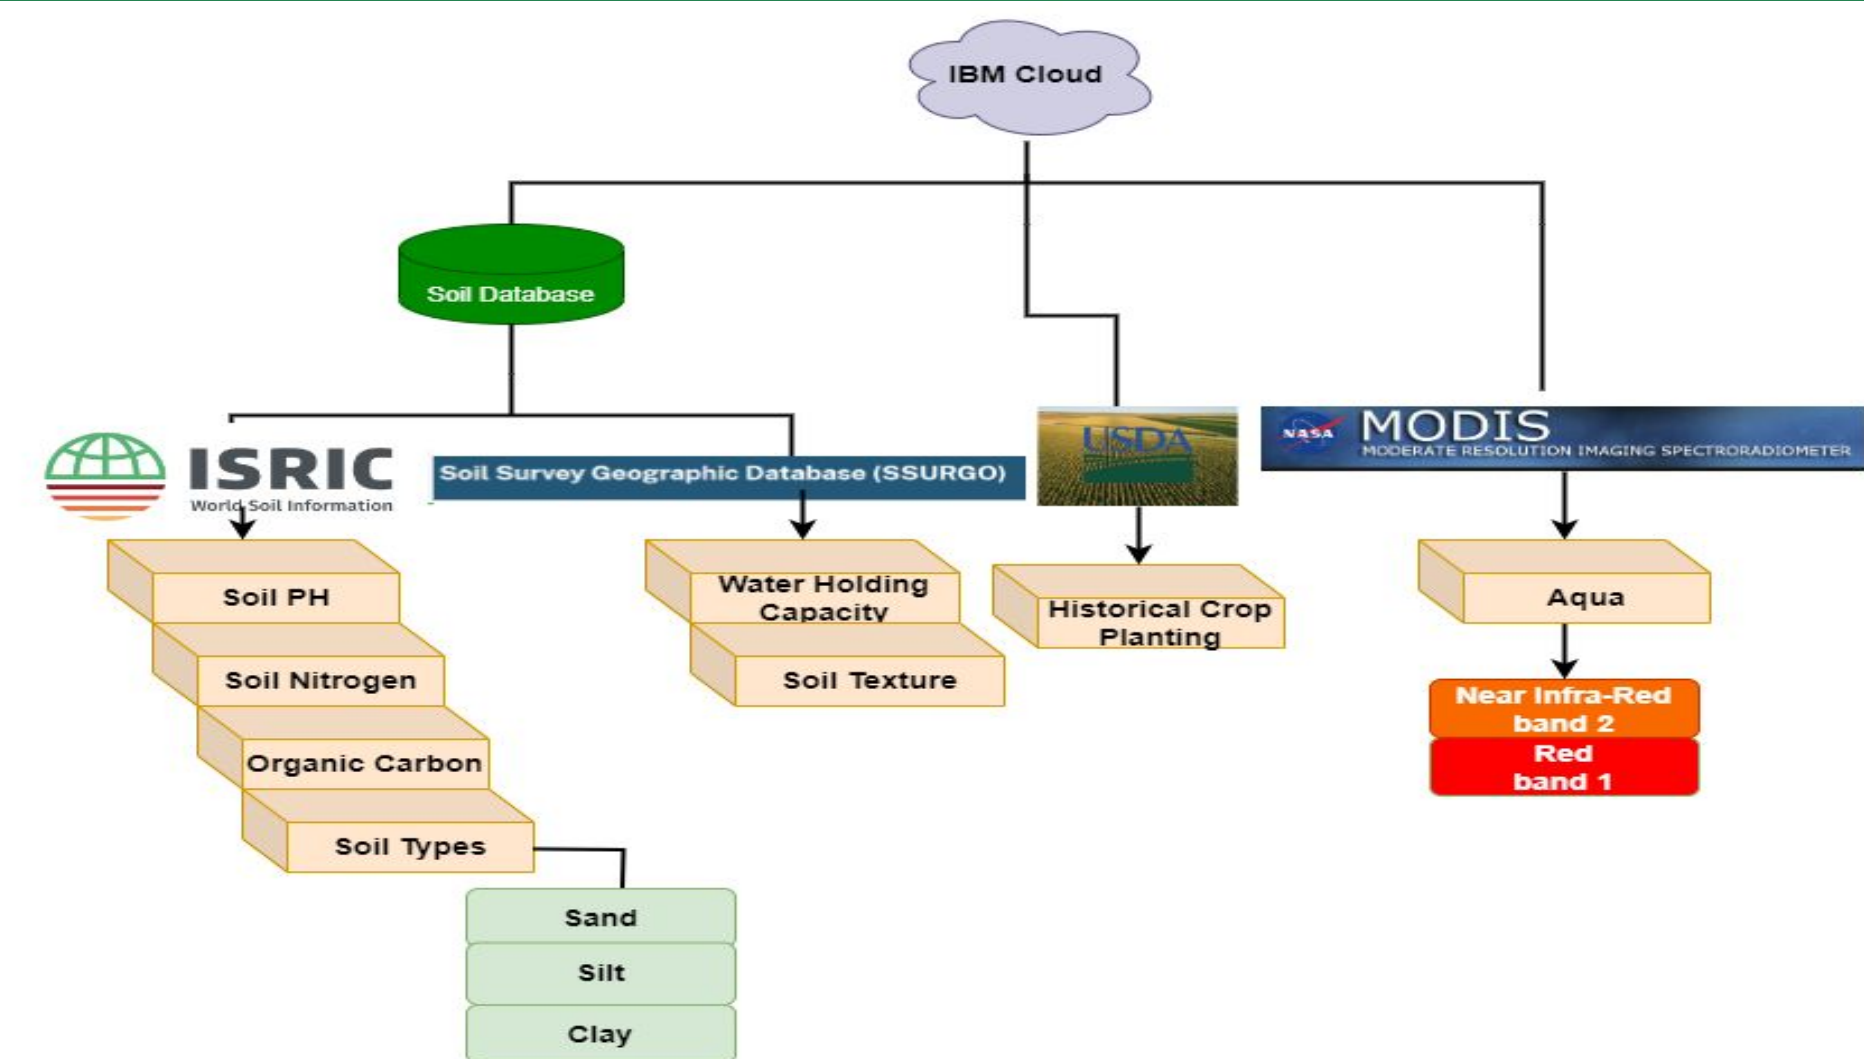 IBM Cloud
Soil Database
ISRIC
World Soil Information
Soil Survey Geographic Database (SSURGO)
USDA
NASA
MODIS
MODERATE RESOLUTION IMAGING SPECTRORADIOMETER
Soil PH
Soil Nitrogen
Organic Carbon
Soil Types
Sand
Silt
Clay
Water Holding
Capacity
Soil Texture
Historical Crop
Planting
Aqua
Near Infra-Red
band 2
Red
band 1